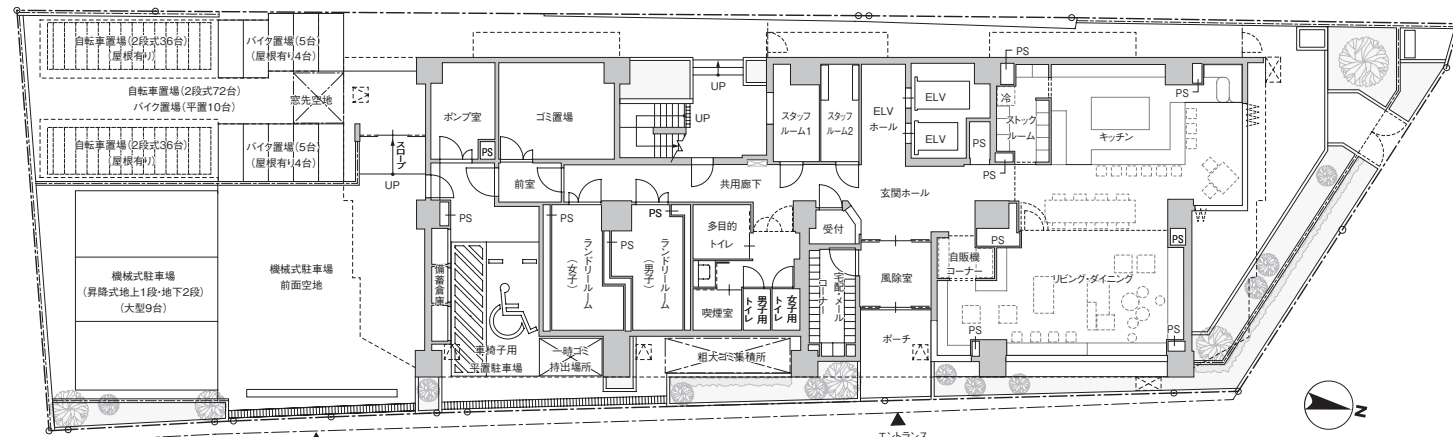 自転車置場(2段式36台)
(屋根有り)
バイク置場(5台)
(屋根有り4台)
自転車置場(2段式72台)
バイク置場(平置10台)
窓先空地
自転車置場(2段式36台)
(屋根有り)
バイク置場(5台)
(屋根有り4台)
スロープ
UP
機械式駐車場
(昇降式地上1段・地下2段)
(大型9台)
機械式駐車場
前面空地
ポンプ室
PS
ゴミ置場
前室
UP
UP
スタッフ
ルーム1
スタッフ
ルーム2
ELV
ホール
ELV
ELV
PS
PS
冷
ストック
ルーム
PS
キッチン
PS
共用廊下
玄関ホール
PS
備蓄倉庫
車椅子用
平置駐車場
PS
ランドリールーム
(女子)
PS
PS
ランドリールーム
(男子)
多目的
トイレ
喫煙室
男子用
トイレ
女子用
トイレ
一時ゴミ
持出場所
粗大ゴミ集積所
受付
宅配・メール
コーナー
風除室
ポーチ
PS
自販機
コーナー
リビング・ダイニング
PS
PS
PS
エントランス
N